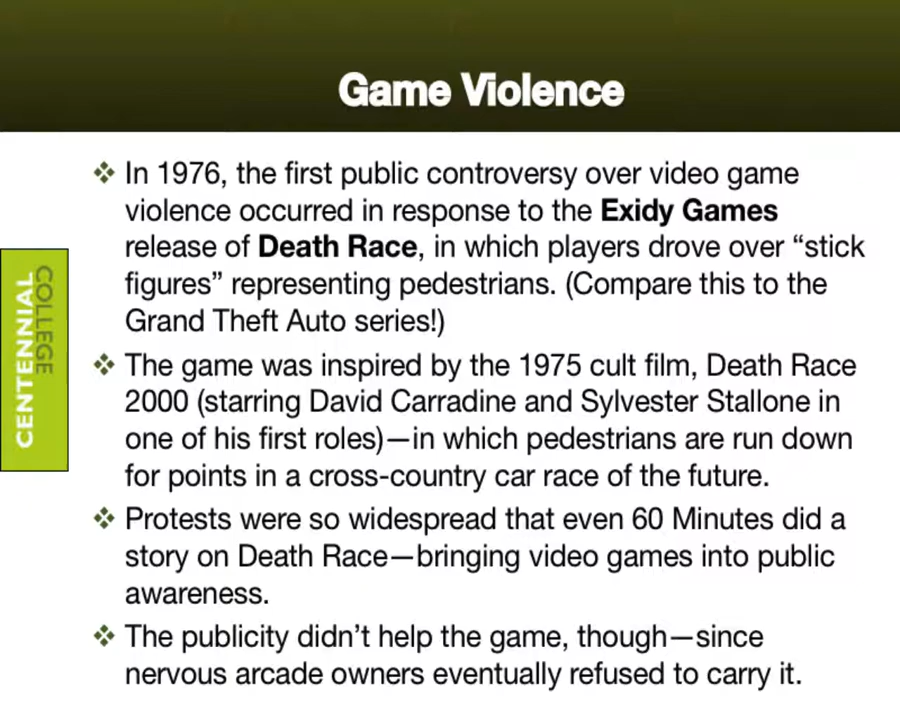 Game Violence
❖ In 1976, the first public controversy over video game
violence occurred in response to the Exidy Games
release of Death Race, in which players drove over “stick
figures” representing pedestrians. (Compare this to the
Grand Theft Auto series!)
❖ The game was inspired by the 1975 cult film, Death Race
2000 (starring David Carradine and Sylvester Stallone in
one of his first roles)—in which pedestrians are run down
for points in a cross-country car race of the future.
❖ Protests were so widespread that even 60 Minutes did a
story on Death Race—bringing video games into public
awareness.
❖ The publicity didn’t help the game, though—since
nervous arcade owners eventually refused to carry it.
CENTENNIAL
COLLEGE